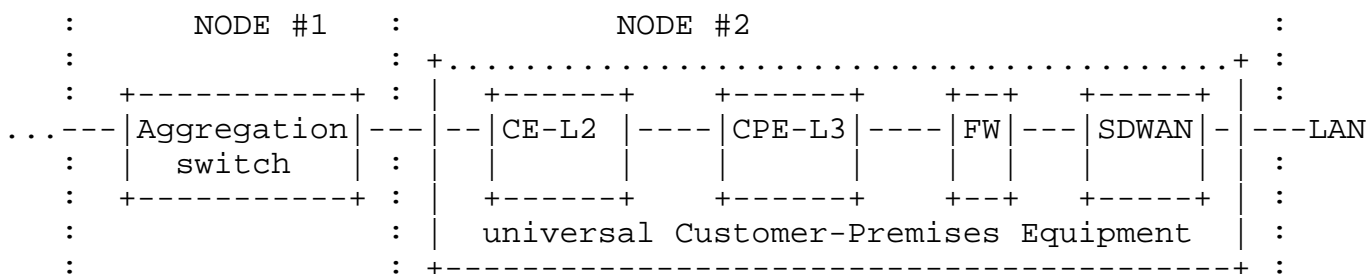 : NODE #1 : NODE #2 :
: : +.........................................+ :
: +-----------+ : | +------+ +------+ +--+ +-----+ | :
...---|Aggregation|---|--|CE-L2 |----|CPE-L3|----|FW|---|SDWAN|-|---LAN
: | switch | : | | | | | | | | | | :
: +-----------+ : | +------+ +------+ +--+ +-----+ | :
: : | universal Customer-Premises Equipment | :
: : +-----------------------------------------+ :